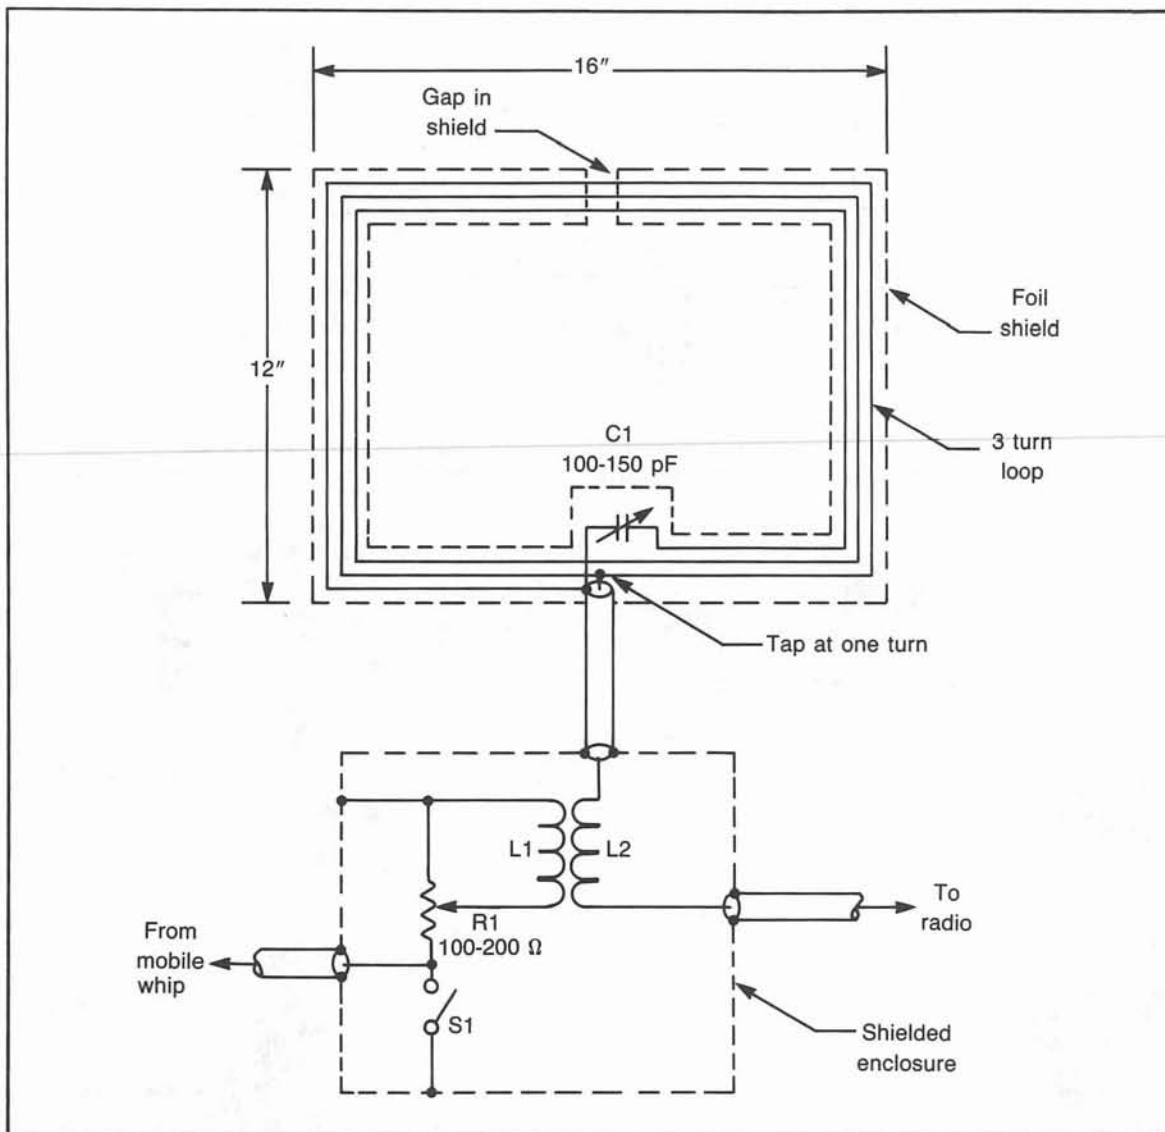 16″
Gap in
shield
12″
Foil
shield
C1
100-150 pF
3 turn
loop
Tap at one turn
L1
L2
R1
100-200 Ω
From
mobile
whip
To
radio
S1
Shielded
enclosure